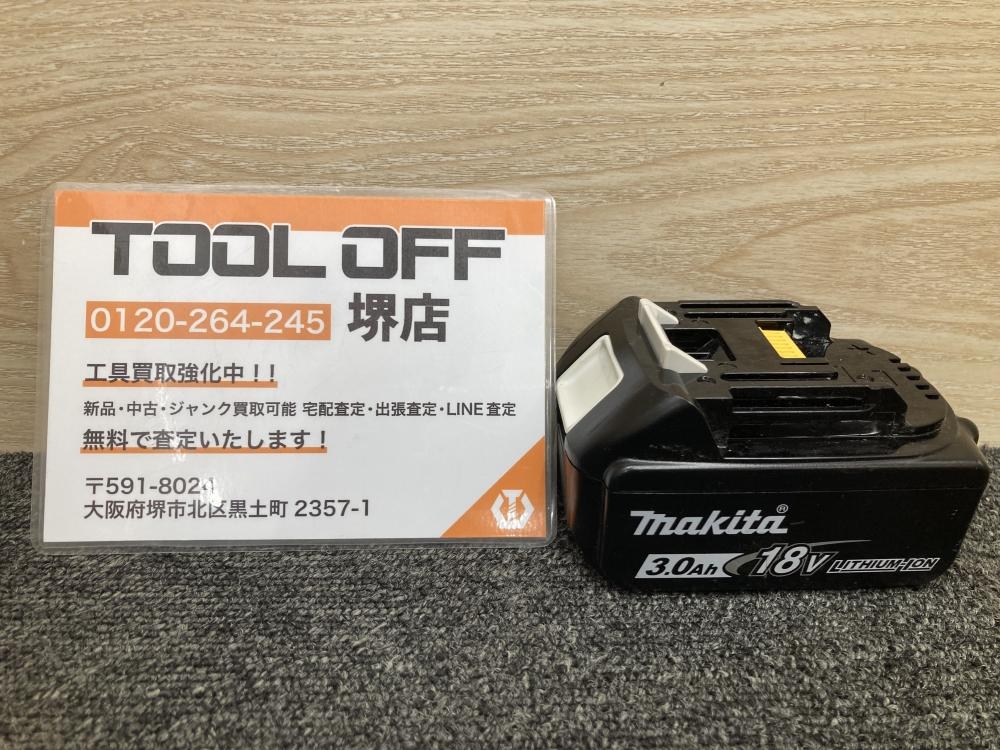 TOOL OFF
0120-264-245 堺店
工具買取強化中！！
新品・中古・ジャンク買取可能 宅配査定・出張査定・LINE査定
無料で査定いたします！
〒591-8024
大阪府堺市北区黒土町 2357-1
makita®
3.0Ah 18V LITHIUM-ION